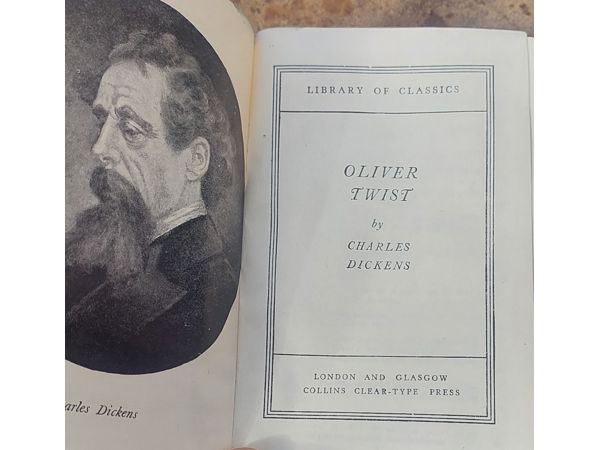 arles Dickens
LIBRARY OF CLASSICS
OLIVER
TWIST
by
CHARLES
DICKENS
LONDON AND GLASGOW
COLLINS CLEAR-TYPE PRESS